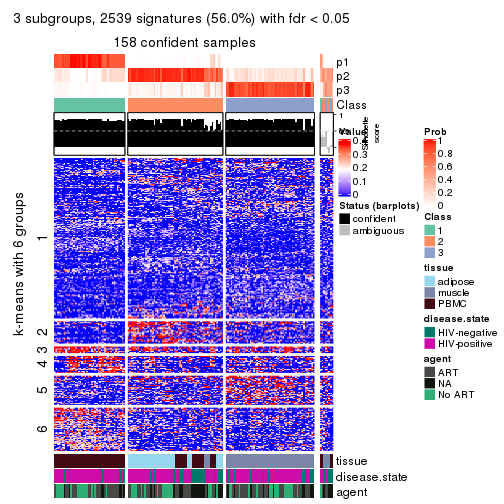 3 subgroups, 2539 signatures (56.0%) with fdr < 0.05
158 confident samples
p1
p2
p3
Class
1
Silhouette
score
k-means with 6 groups
1
2
3
4
5
6
tissue
disease.state
agent
Value
0.3
0.2
0.1
0
Status (barplots)
confident
ambiguous
Prob
1
0.8
0.6
0.4
0.2
0
Class
1
2
3
tissue
adipose
muscle
PBMC
disease.state
HIV-negative
HIV-positive
agent
ART
NA
No ART